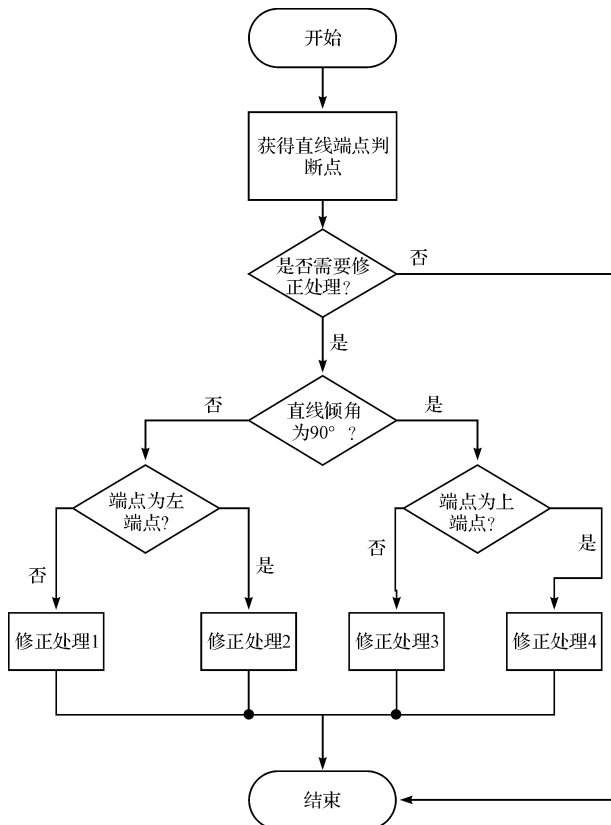 开始
获得直线端点判
断点
是否需要修
正处理?
否
是
直线倾角
为90°?
否
是
端点为左
端点?
端点为上
端点?
否
是
否
是
修正处理1
修正处理2
修正处理3
修正处理4
结束